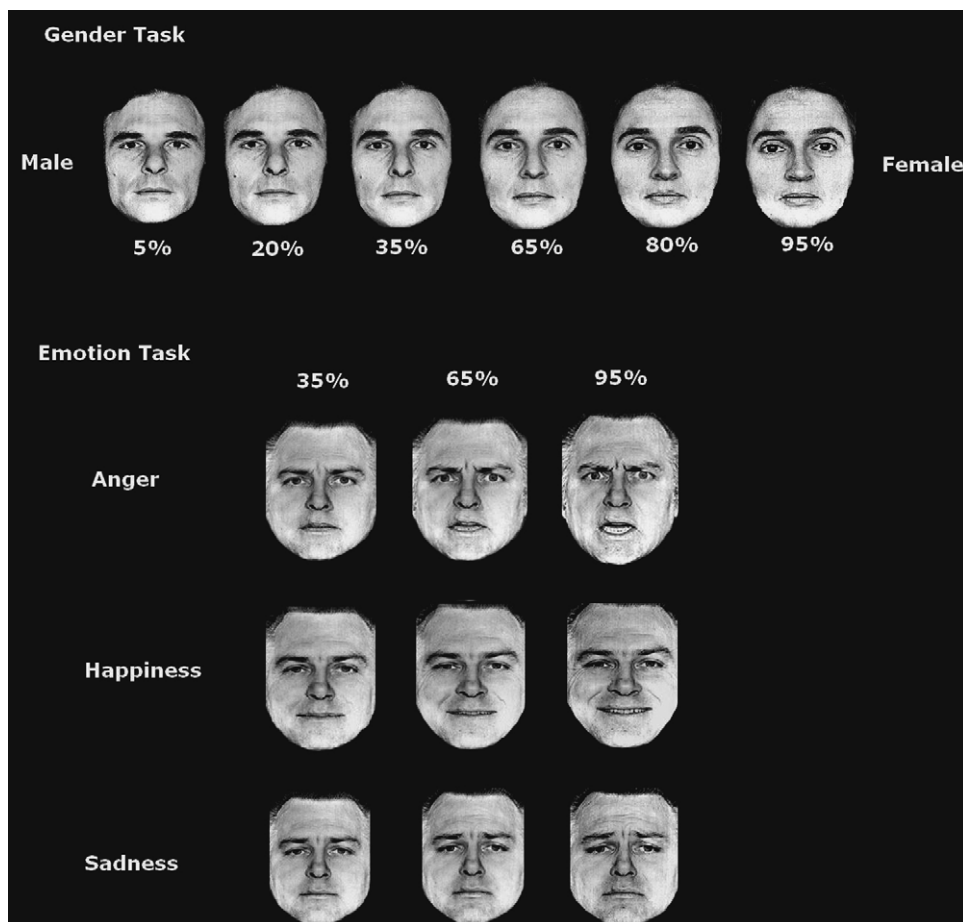 Gender Task
Male
Female
5% 20% 35% 65% 80% 95%
Emotion Task
35% 65% 95%
Anger
Happiness
Sadness